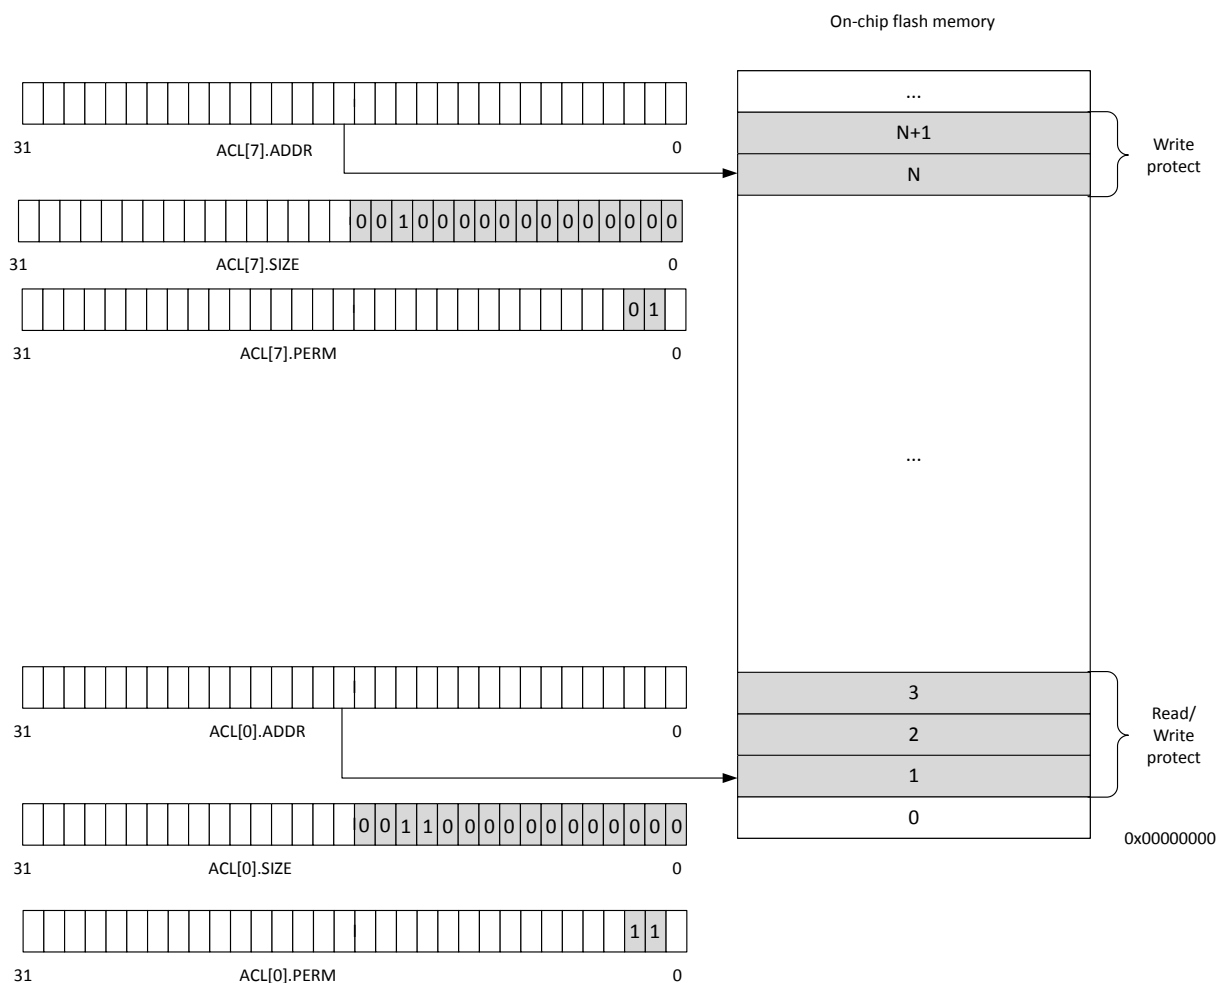 On-chip flash memory
...
31 ACL[7].ADDR 0
N+1
N
Write
protect
0 0 1 0 0 0 0 0 0 0 0 0 0 0 0 0
31 ACL[7].SIZE 0
0 1
31 ACL[7].PERM 0
...
31 ACL[0].ADDR 0
3
2
1
0
Read/
Write
protect
0x00000000
0 0 1 1 0 0 0 0 0 0 0 0 0 0 0 0
31 ACL[0].SIZE 0
1 1
31 ACL[0].PERM 0